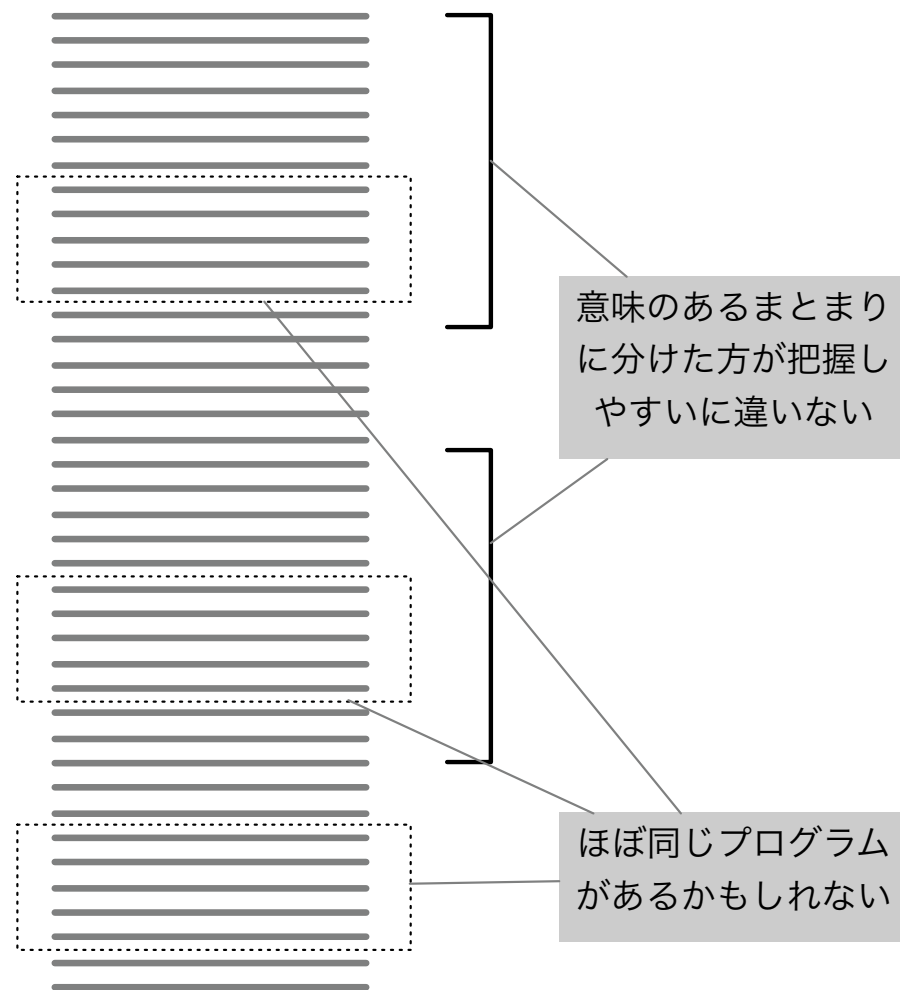 意味のあるまとまり
に分けた方が把握し
やすいに違いない
ほぼ同じプログラム
があるかもしれない